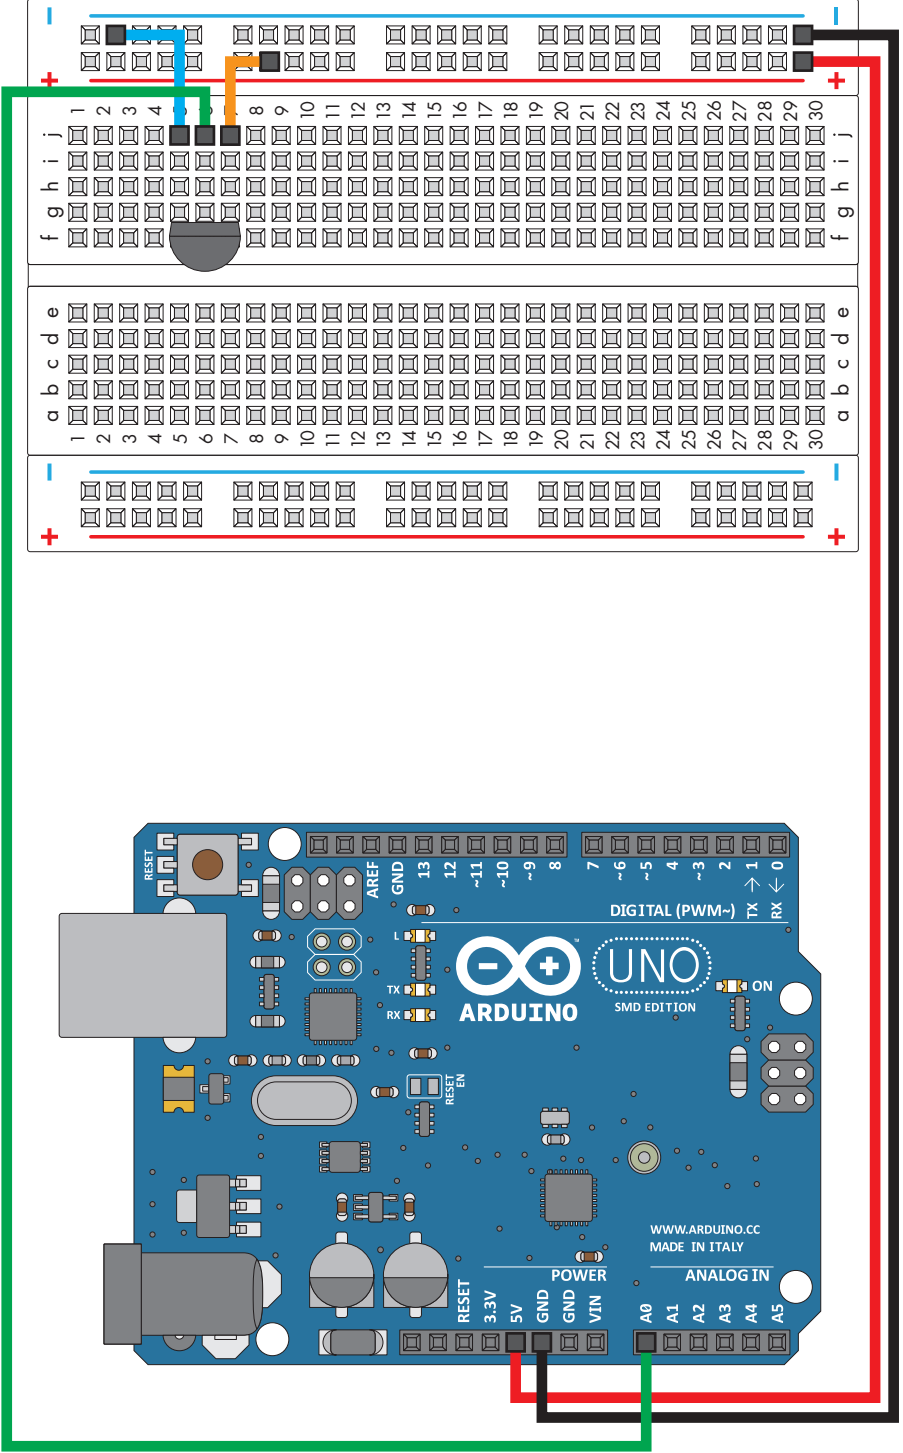 − −
+ +
1 2 3 4 5 8 9 10 11 12 13 14 15 16 17 18 19 20 21 22 23 24 25 26 27 28 29 30
j j
i i
h h
g g
f f
e e
d d
c c
b b
a a
1 2 3 4 5 6 7 8 9 10 11 12 13 14 15 16 17 18 19 20 21 22 23 24 25 26 27 28 29 30
− −
+ +
RESET
AREF GND 13 12 ~11 ~10 ~9 8 7 ~6 ~5 4 ~3 2 TX → 1 RX ← 0
DIGITAL (PWM~)
L
TX
RX
ARDUINO
™
UNO
SMD EDITION
ON
RESET
EN
WWW.ARDUINO.CC
MADE IN ITALY
POWER
ANALOG IN
RESET 3.3V 5V GND GND VIN A0 A1 A2 A3 A4 A5